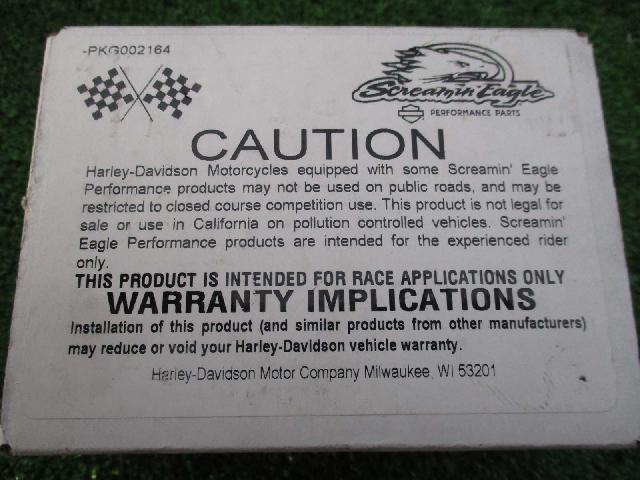 -PKG002164
Screamin' Eagle
PERFORMANCE PARTS
CAUTION
Harley-Davidson Motorcycles equipped with some Screamin' Eagle
Performance products may not be used on public roads, and may be
restricted to closed course competition use. This product is not legal for
sale or use in California on pollution controlled vehicles. Screamin'
Eagle Performance products are intended for the experienced rider
only.
THIS PRODUCT IS INTENDED FOR RACE APPLICATIONS ONLY
WARRANTY IMPLICATIONS
Installation of this product (and similar products from other manufacturers)
may reduce or void your Harley-Davidson vehicle warranty.
Harley-Davidson Motor Company Milwaukee, WI 53201